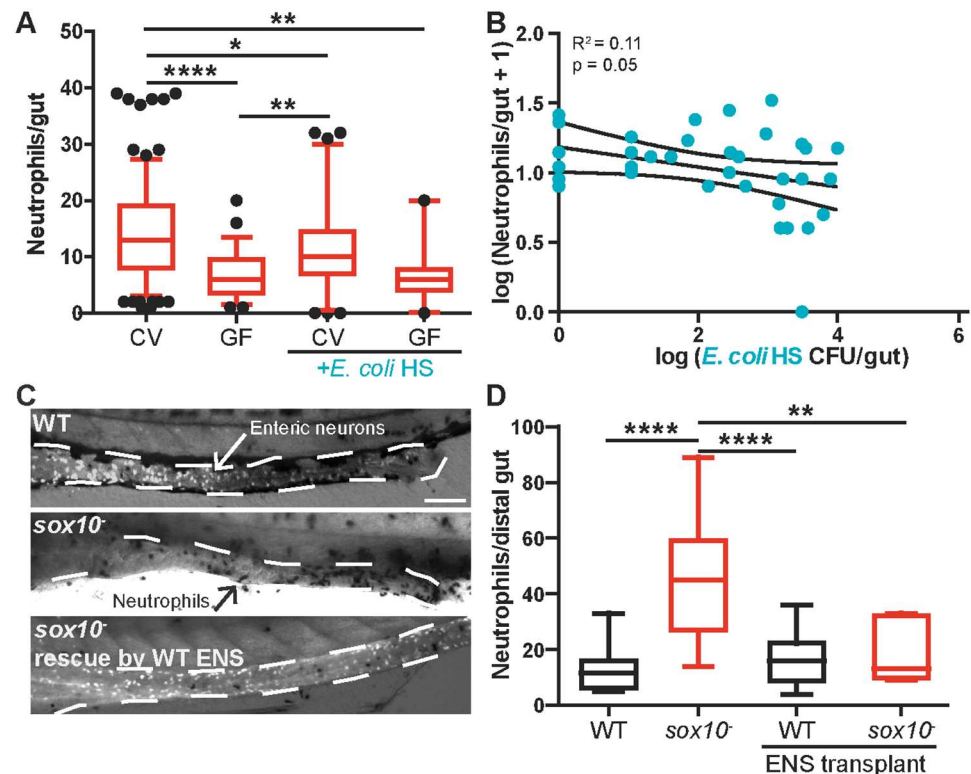 A
Neutrophils/gut
50
40
30
20
10
0
**
*
****
**
CV
GF
CV
GF
+E. coli HS
B
log (Neutrophils/gut + 1)
2.0
1.5
1.0
0.5
0.0
R² = 0.11
p = 0.05
0
2
4
6
log (E. coli HS CFU/gut)
C
WT
Enteric neurons
sox10-
Neutrophils
sox10-
rescue by WT ENS
D
Neutrophils/distal gut
100
80
60
40
20
0
****
**
****
WT
sox10⁻
WT
sox10⁻
ENS transplant